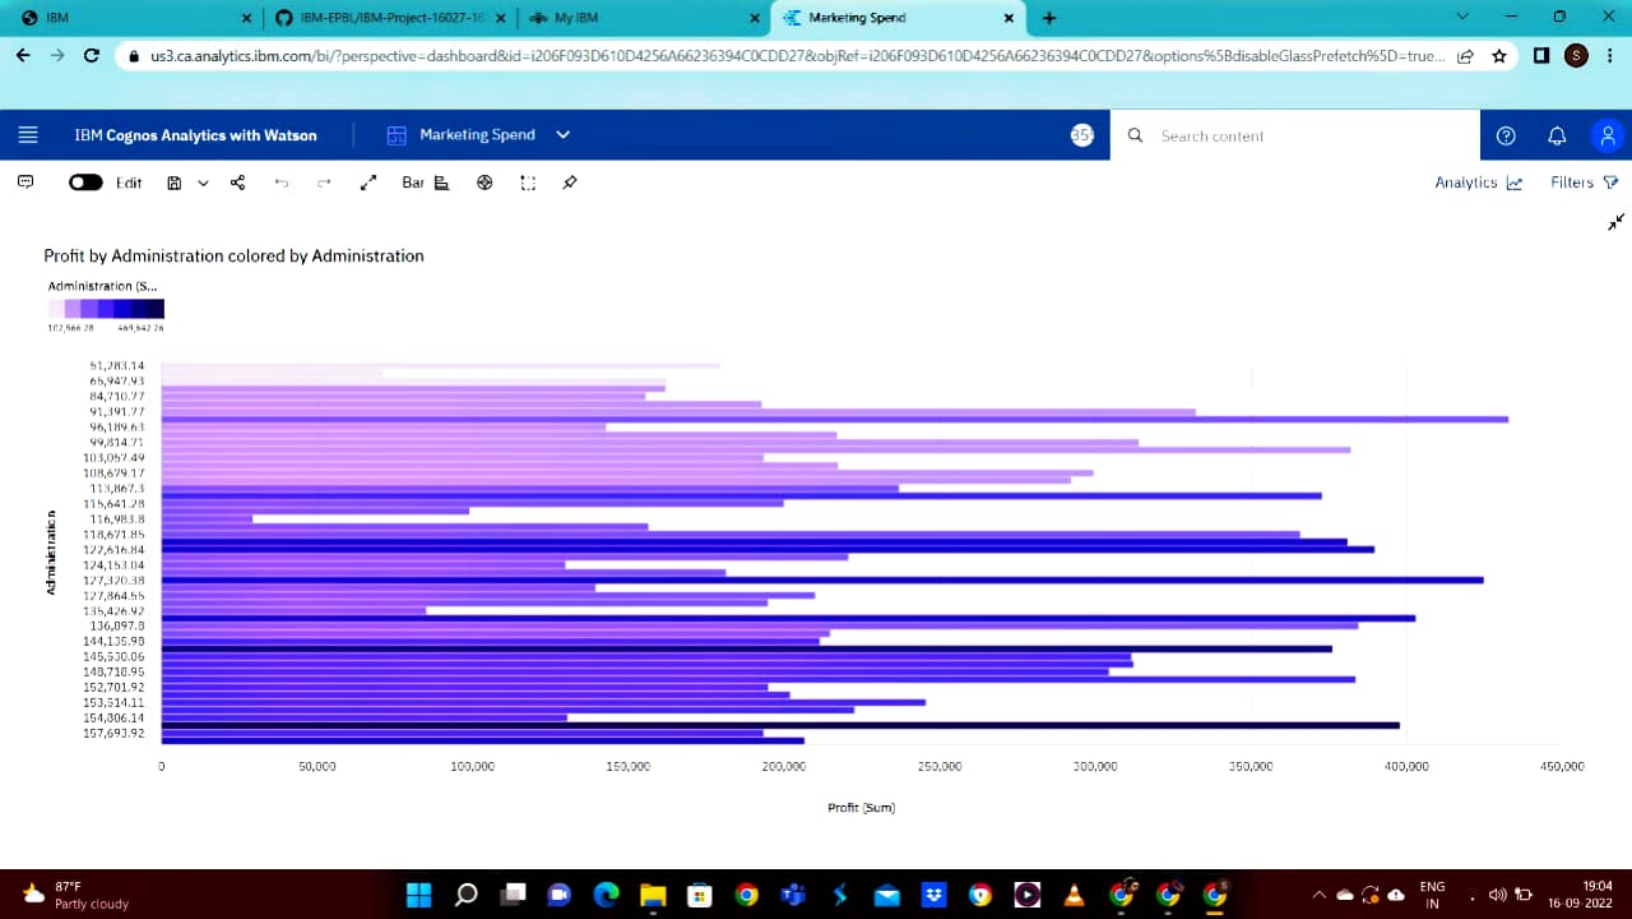 IBM
IBM-EPBL/IBM-Project-16027-16
My IBM
Marketing Spend
us3.ca.analytics.ibm.com/bi/?perspective=dashboard&id=i206F093D610D4256A66236394C0CDD27&objRef=i206F093D610D4256A66236394C0CDD27&options%5BdisableGlassPrefetch%5D=true...
S
IBM Cognos Analytics with Watson
Marketing Spend
35
Search content
Edit
Bar
Analytics
Filters
Profit by Administration colored by Administration
Administration (S...
102,566.28 469,642.26
51,283.14
65,947.93
84,710.77
91,391.77
96,189.63
99,814.71
103,057.49
108,679.17
113,867.3
115,641.28
116,983.8
118,671.85
122,616.84
124,153.04
127,320.38
127,864.55
135,426.92
136,897.8
144,135.98
145,530.06
148,718.95
152,701.92
153,514.11
154,806.14
157,693.92
Administration
0 50,000 100,000 150,000 200,000 250,000 300,000 350,000 400,000 450,000
Profit (Sum)
87°F
Partly cloudy
ENG
IN
19:04
16-09-2022